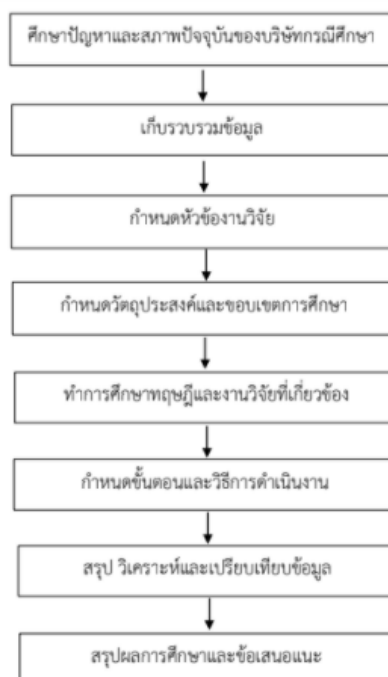 ศึกษาปัญหาและสภาพปัจจุบันของบริษัทกรณีศึกษา
เก็บรวบรวมข้อมูล
กำหนดหัวข้องานวิจัย
กำหนดวัตถุประสงค์และขอบเขตการศึกษา
ทำการศึกษาทฤษฎีและงานวิจัยที่เกี่ยวข้อง
กำหนดขั้นตอนและวิธีการดำเนินงาน
สรุป วิเคราะห์และเปรียบเทียบข้อมูล
สรุปผลการศึกษาและข้อเสนอแนะ